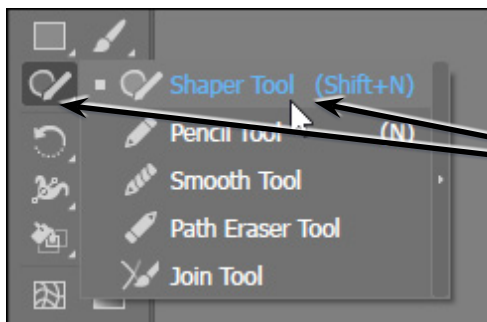 Shaper Tool (Shift+N)
Pencil Tool (N)
Smooth Tool
Path Eraser Tool
Join Tool